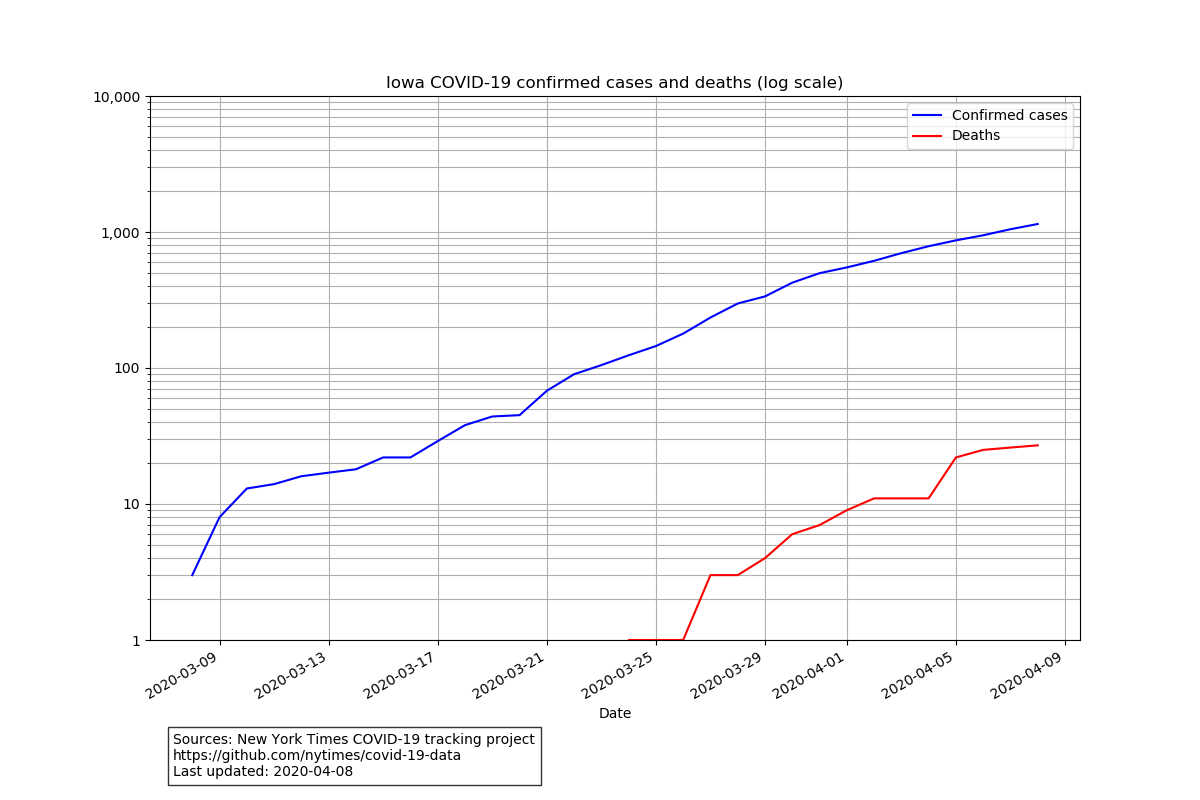 Iowa COVID-19 confirmed cases and deaths (log scale)
10,000
1,000
100
10
1
Confirmed cases
Deaths
2020-03-09
2020-03-13
2020-03-17
2020-03-21
2020-03-25
2020-03-29
2020-04-01
2020-04-05
2020-04-09
Date
Sources: New York Times COVID-19 tracking project
https://github.com/nytimes/covid-19-data
Last updated: 2020-04-08